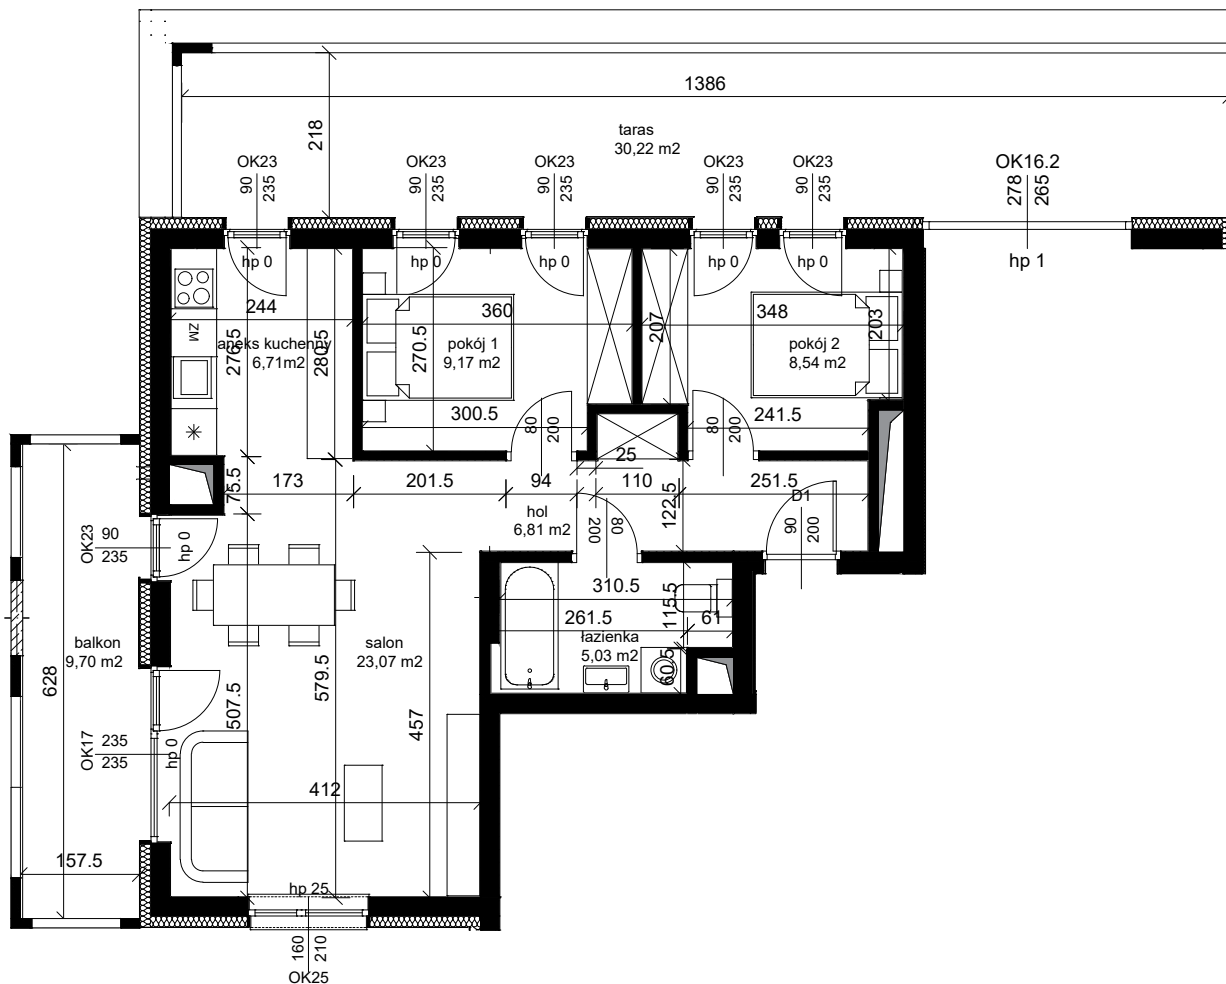 1386
218
taras
30,22 m2
OK23
90
235
OK23
90
235
OK23
90
235
OK23
90
235
OK23
90
235
OK16.2
278
265
hp 0
hp 0
hp 0
hp 0
hp 0
hp 1
244
360
348
207
203
ZM
276.5
280.5
270.5
aneks kuchenny
6,71m2
pokój 1
9,17 m2
pokój 2
8,54 m2
300.5
241.5
80
200
80
200
25
75.5
173
201.5
94
110
251.5
122.5
hol
6,81 m2
80
200
D1
90
200
OK23
90
235
hp 0
310.5
115.5
261.5
61
łazienka
5,03 m2
60.5
balkon
9,70 m2
salon
23,07 m2
628
507.5
579.5
457
OK17
235
235
hp 0
412
157.5
hp 25
160
210
OK25